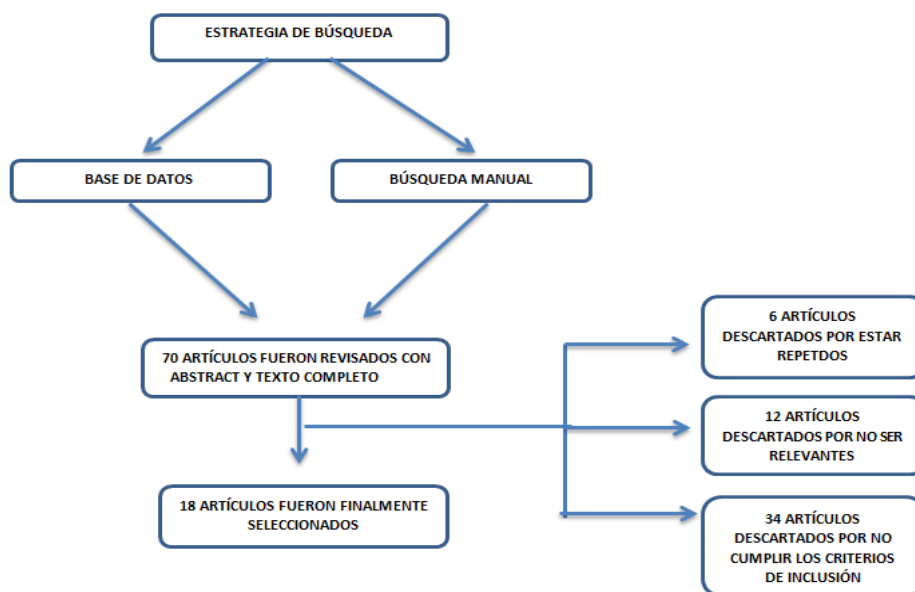 ESTRATEGIA DE BÚSQUEDA
BASE DE DATOS
BÚSQUEDA MANUAL
70 ARTÍCULOS FUERON REVISADOS CON
ABSTRACT Y TEXTO COMPLETO
6 ARTÍCULOS
DESCARTADOS POR ESTAR
REPETDOS
12 ARTÍCULOS
DESCARTADOS POR NO SER
RELEVANTES
18 ARTÍCULOS FUERON FINALMENTE
SELECCIONADOS
34 ARTÍCULOS
DESCARTADOS POR NO
CUMPLIR LOS CRITERIOS
DE INCLUSIÓN